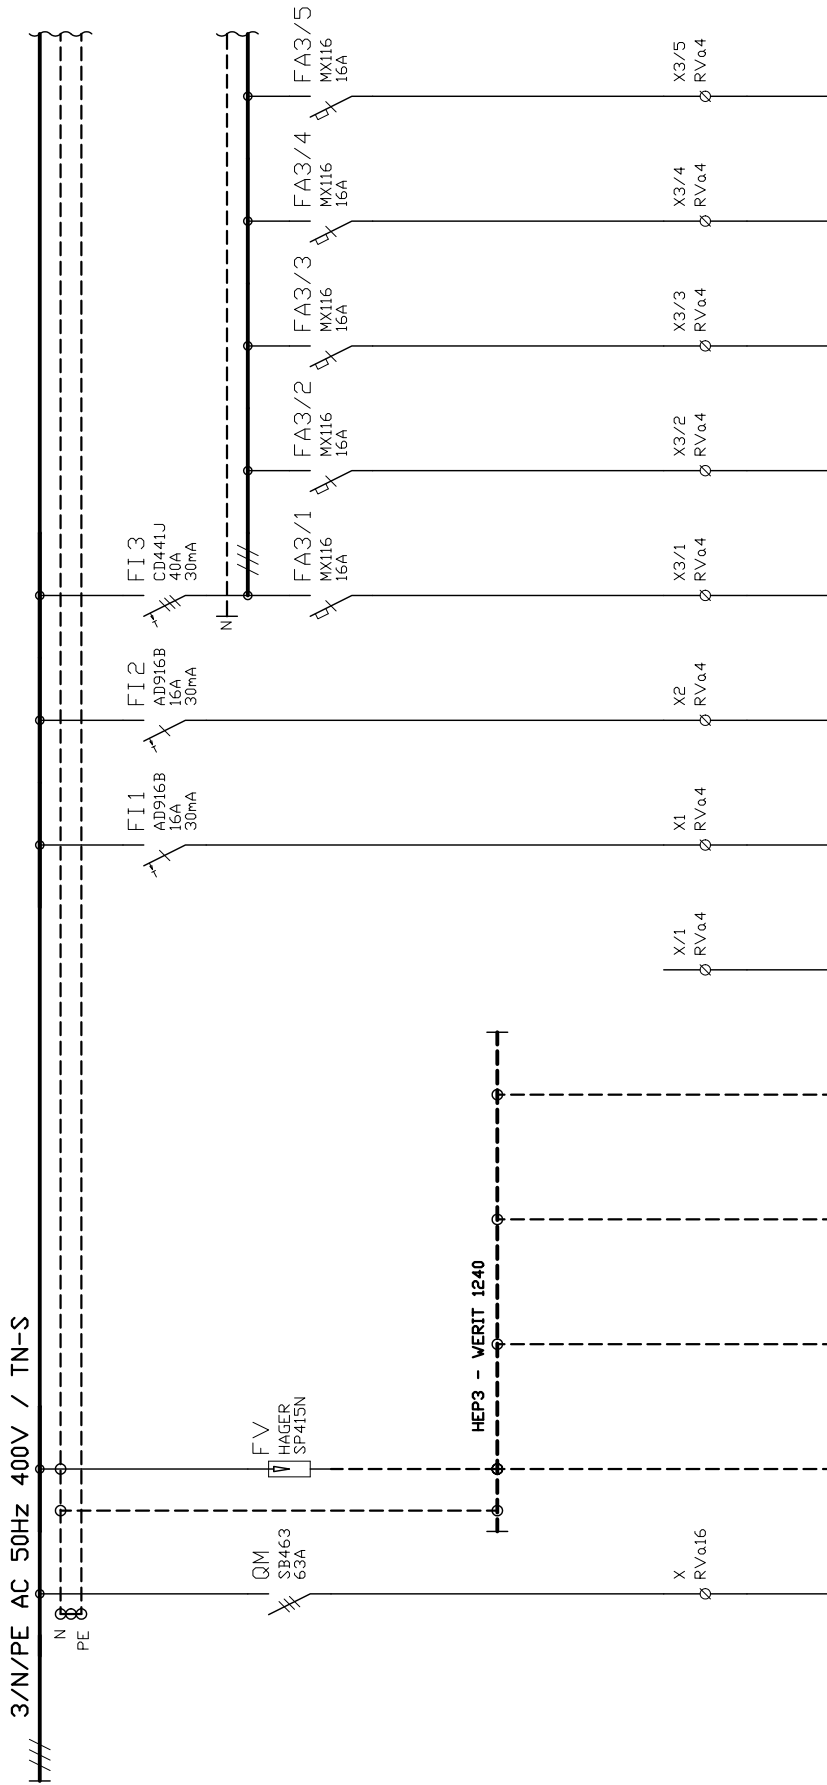 3/N/PE AC 50Hz 400V / TN-S
N
PE
QM
SB463
63A
FV
HAGER
SP415N
HEP3 - WERIT 1240
FI1
AD916B
16A
30mA
FI2
AD916B
16A
30mA
FI3
CD441J
40A
30mA
N
FA3/1
MX116
16A
FA3/2
MX116
16A
FA3/3
MX116
16A
FA3/4
MX116
16A
FA3/5
MX116
16A
X
RVa16
X/1
RVa4
X1
RVa4
X2
RVa4
X3/1
RVa4
X3/2
RVa4
X3/3
RVa4
X3/4
RVa4
X3/5
RVa4